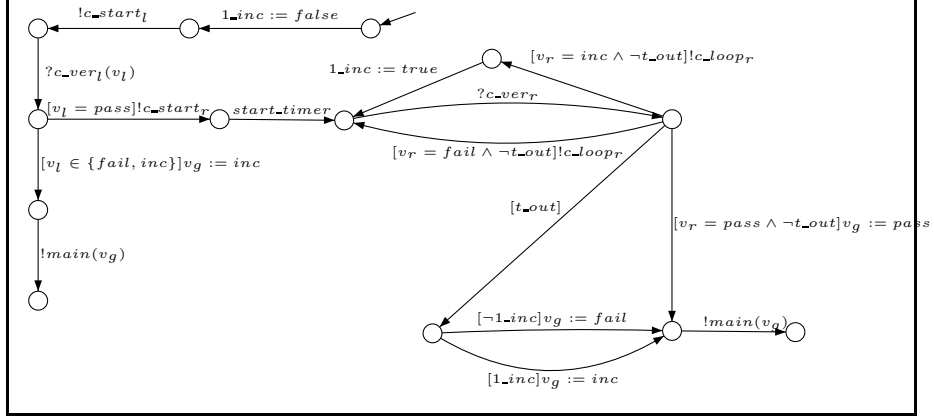 !c_start_l
1_inc := false
?c_ver_l(v_l)
1_inc := true
[v_r = inc ∧ ¬t_out]!c_loop_r
?c_ver_r
[v_l = pass]!c_start_r
start_timer
[v_r = fail ∧ ¬t_out]!c_loop_r
[v_l ∈ {fail, inc}]v_g := inc
[t_out]
[v_r = pass ∧ ¬t_out]v_g := pass
!main(v_g)
[¬1_inc]v_g := fail
!main(v_g)
[1_inc]v_g := inc